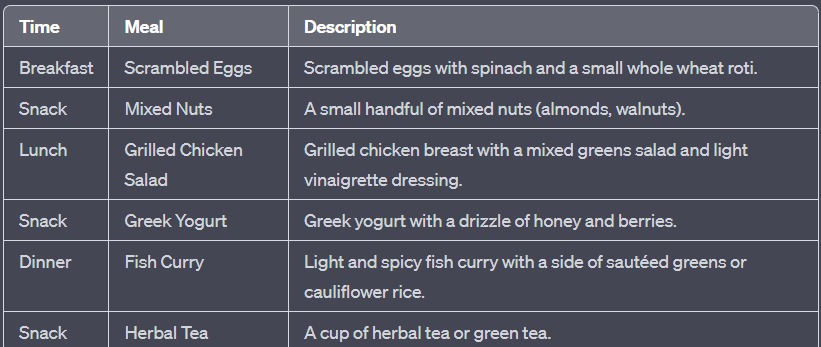 Time Meal Description
Breakfast Scrambled Eggs Scrambled eggs with spinach and a small whole wheat roti.
Snack Mixed Nuts A small handful of mixed nuts (almonds, walnuts).
Lunch Grilled Chicken Grilled chicken breast with a mixed greens salad and light
Salad vinaigrette dressing.
Snack Greek Yogurt Greek yogurt with a drizzle of honey and berries.
Dinner Fish Curry Light and spicy fish curry with a side of sautéed greens or
cauliflower rice.
Snack Herbal Tea A cup of herbal tea or green tea.